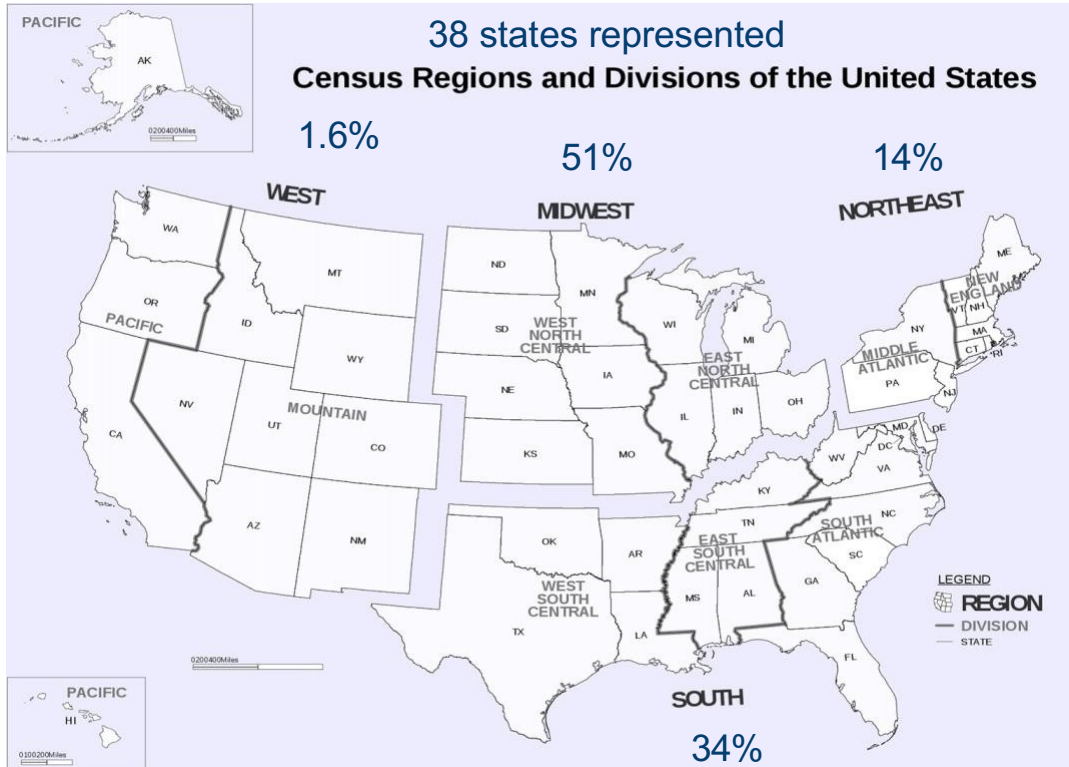 PACIFIC
AK
0200400Miles
38 states represented
Census Regions and Divisions of the United States
1.6%
51%
14%
WEST
MIDWEST
NORTHEAST
WA
MT
OR
ID
PACIFIC
WY
NV
UT
MOUNTAIN
CO
CA
AZ
NM
ND
MN
SD
WEST
NORTH
CENTRAL
NE
IA
KS
MO
WI
MI
EAST
NORTH
CENTRAL
IL
IN
OH
ME
NEW
ENGLAND
VT
NH
NY
MA
CT
RI
MIDDLE
ATLANTIC
PA
NJ
MD
DE
DC
WV
VA
KY
NC
TN
SOUTH
ATLANTIC
SC
EAST
SOUTH
CENTRAL
OK
AR
WEST
SOUTH
CENTRAL
MS
AL
GA
TX
LA
FL
LEGEND
REGION
DIVISION
STATE
0200400Miles
SOUTH
34%
PACIFIC
HI
0100200Miles